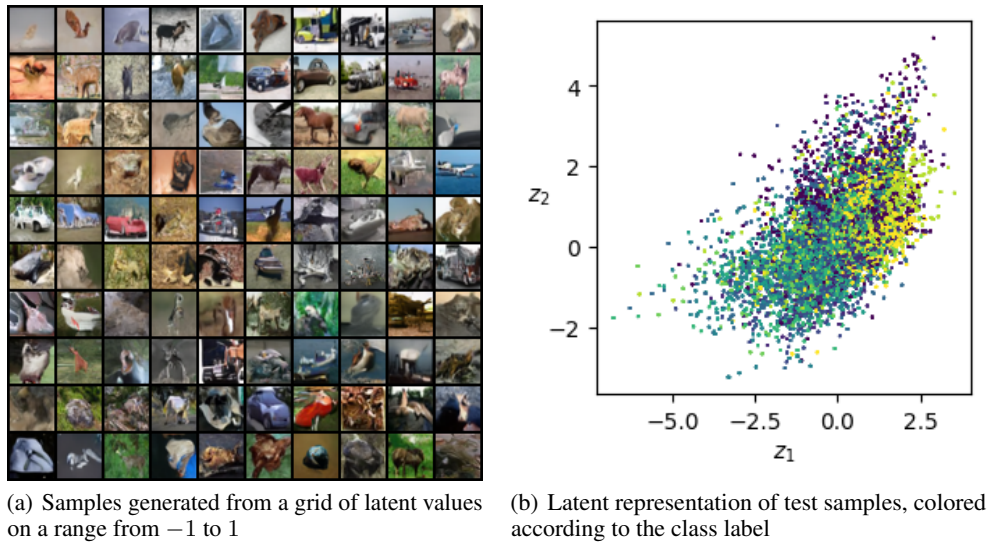 4
2
0
−2
z₂
−5.0 −2.5 0.0 2.5
z₁
(a) Samples generated from a grid of latent values
on a range from −1 to 1
(b) Latent representation of test samples, colored
according to the class label